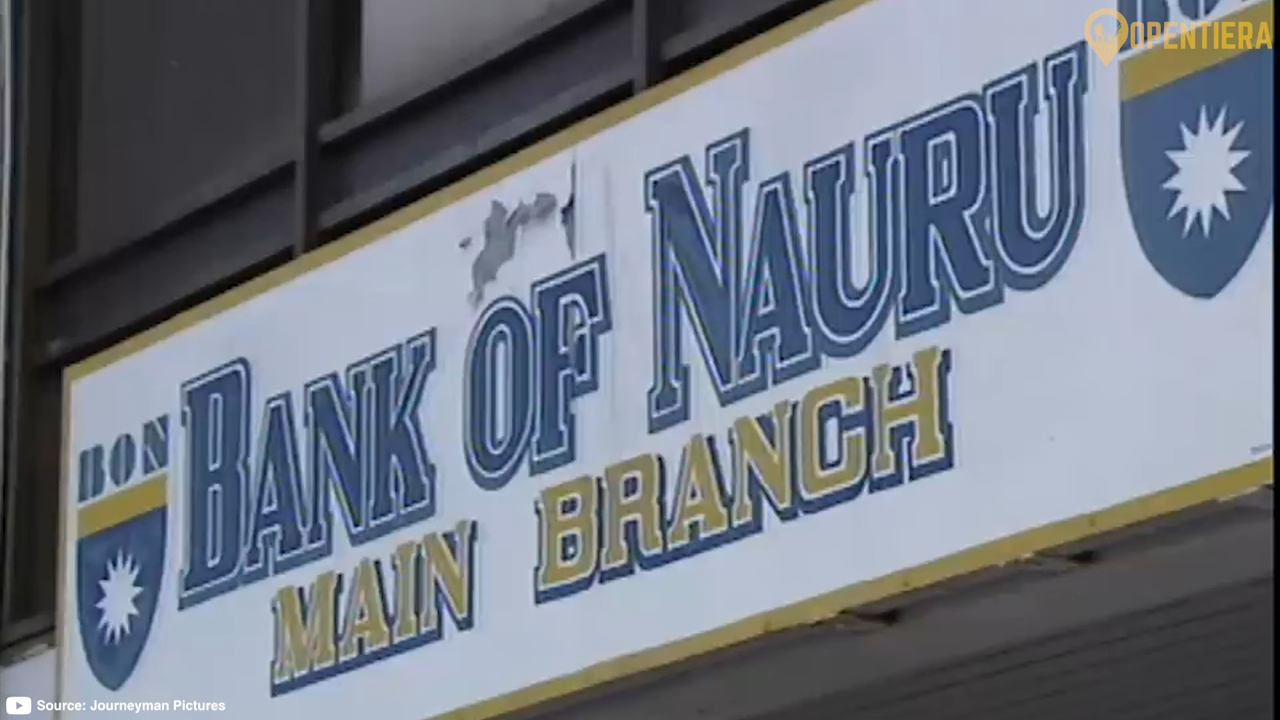 OPENTIERA
BON
BANK OF NAURU
MAIN BRANCH
Source: Journeyman Pictures